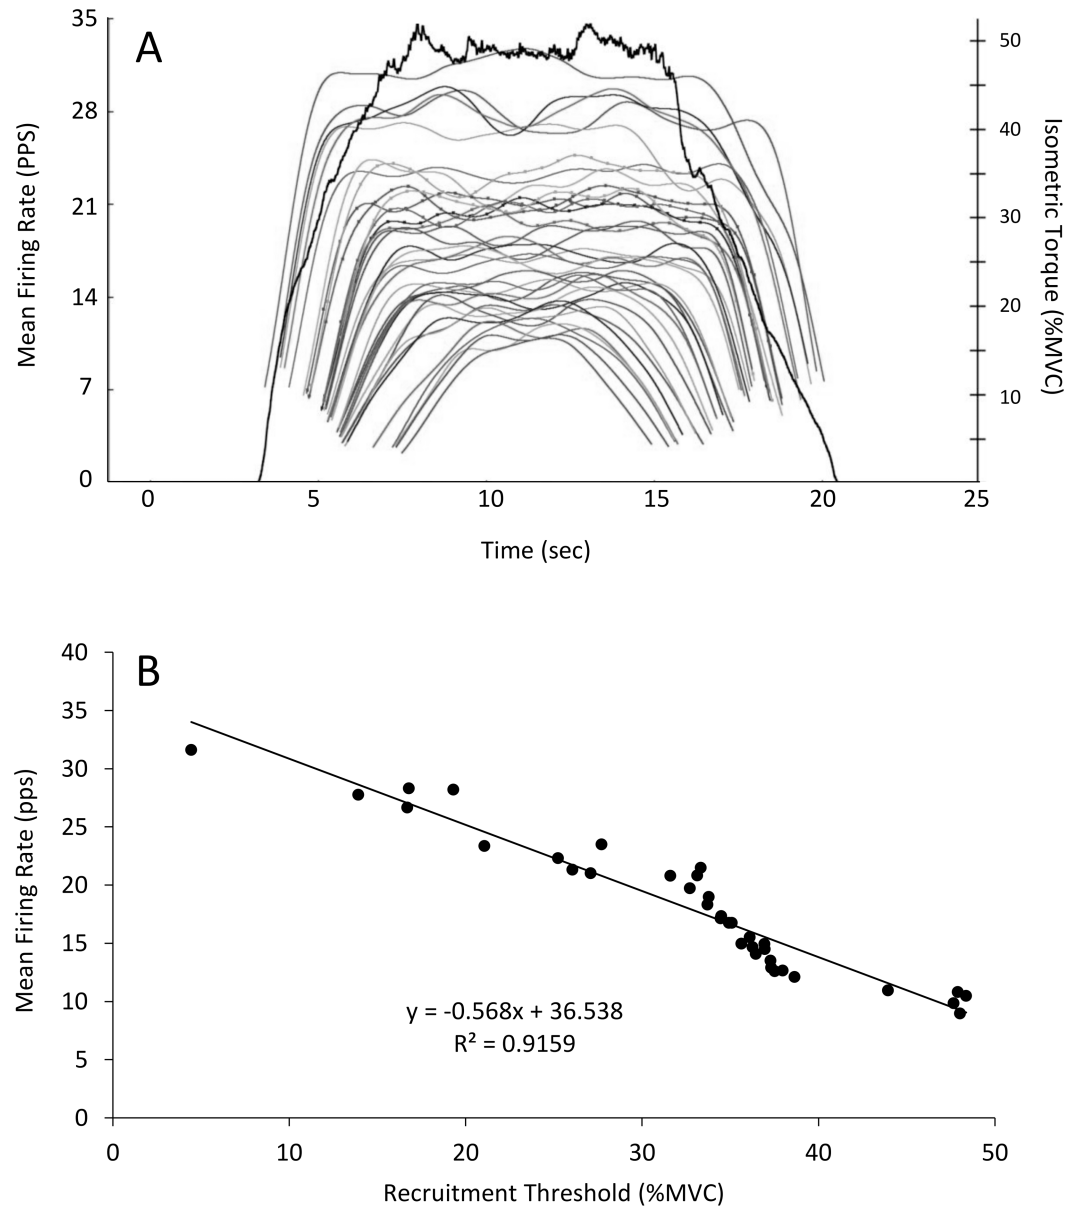 A
35
28
21
14
7
0
Mean Firing Rate (PPS)
50
40
30
20
10
Isometric Torque (%MVC)
0 5 10 15 20 25
Time (sec)
B
40
35
30
25
20
15
10
5
0
Mean Firing Rate (pps)
y = -0.568x + 36.538
R² = 0.9159
0 10 20 30 40 50
Recruitment Threshold (%MVC)